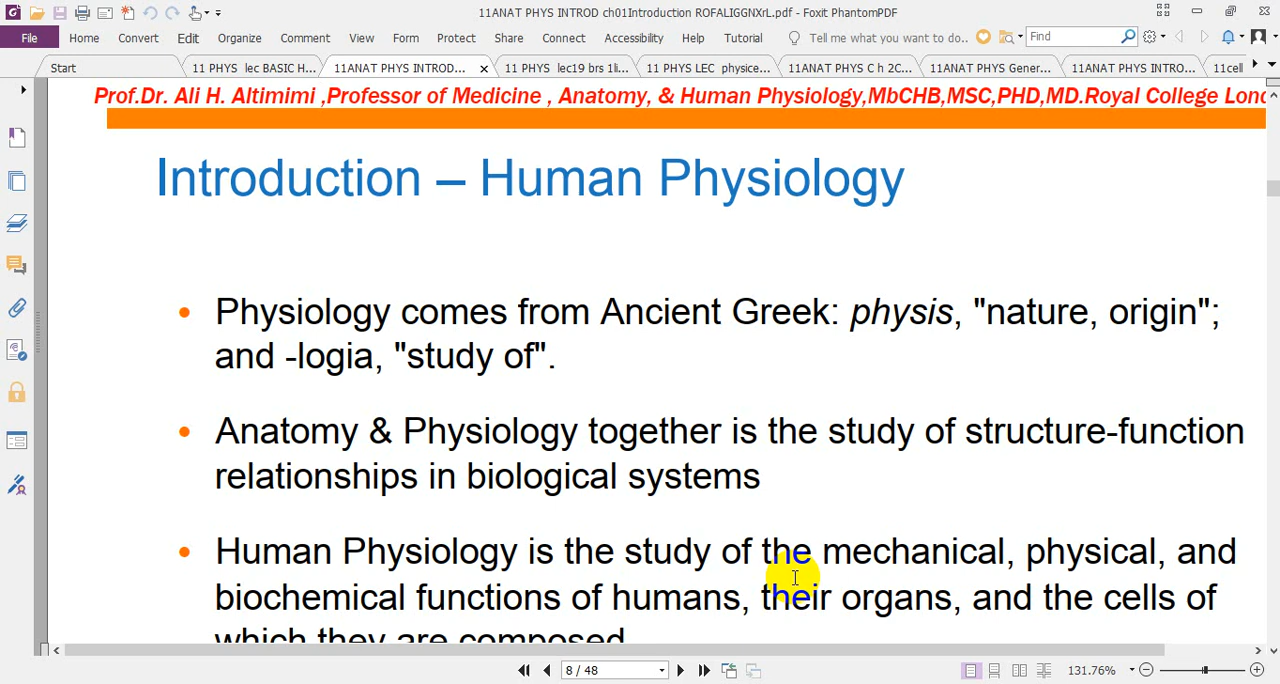 11ANAT PHYS INTROD ch01Introduction ROFALIGGNXrL.pdf - Foxit PhantomPDF
File Home Convert Edit Organize Comment View Form Protect Share Connect Accessibility Help Tutorial Tell me what you want to do.. Find
Start 11 PHYS lec BASIC H... 11ANAT PHYS INTROD... 11 PHYS lec19 brs 1li... 11 PHYS LEC physice... 11ANAT PHYS C h 2C... 11ANAT PHYS Gener... 11ANAT PHYS INTRO... 11cell
Prof.Dr. Ali H. Altimimi ,Professor of Medicine , Anatomy, & Human Physiology,MbCHB,MSC,PHD,MD.Royal College Lond
Introduction – Human Physiology
• Physiology comes from Ancient Greek: physis, "nature, origin";
and -logia, "study of".
• Anatomy & Physiology together is the study of structure-function
relationships in biological systems
• Human Physiology is the study of the mechanical, physical, and
biochemical functions of humans, their organs, and the cells of
which they are composed
8 / 48 131.76%